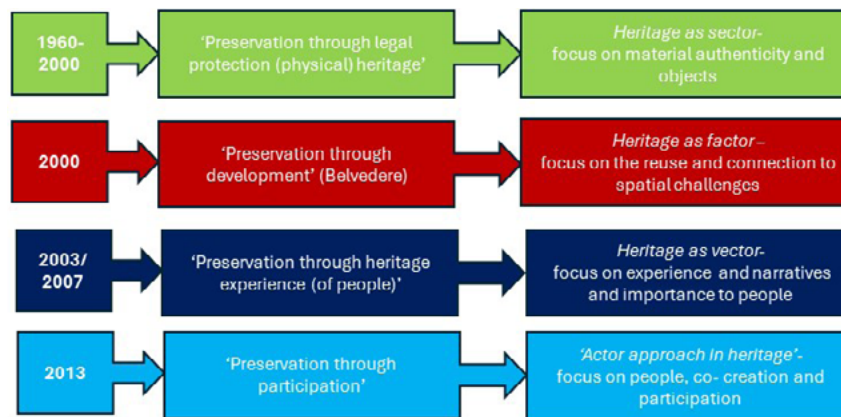 1960-
2000
'Preservation through legal
protection (physical) heritage'
Heritage as sector-
focus on material authenticity and
objects
2000
'Preservation through
development' (Belvedere)
Heritage as factor–
focus on the reuse and connection to
spatial challenges
2003/
2007
'Preservation through heritage
experience (of people)'
Heritage as vector-
focus on experience and narratives
and importance to people
2013
'Preservation through
participation'
'Actor approach in heritage'-
focus on people, co- creation and
participation